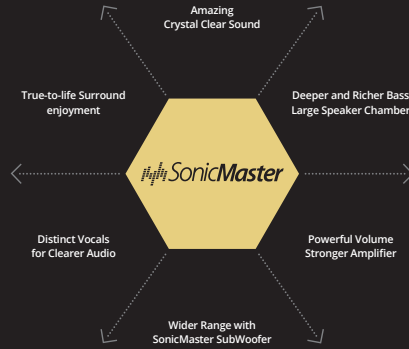 Amazing
Crystal Clear Sound
True-to-life Surround
enjoyment
Deeper and Richer Bass
Large Speaker Chamber
SonicMaster
Distinct Vocals
for Clearer Audio
Powerful Volume
Stronger Amplifier
Wider Range with
SonicMaster SubWoofer